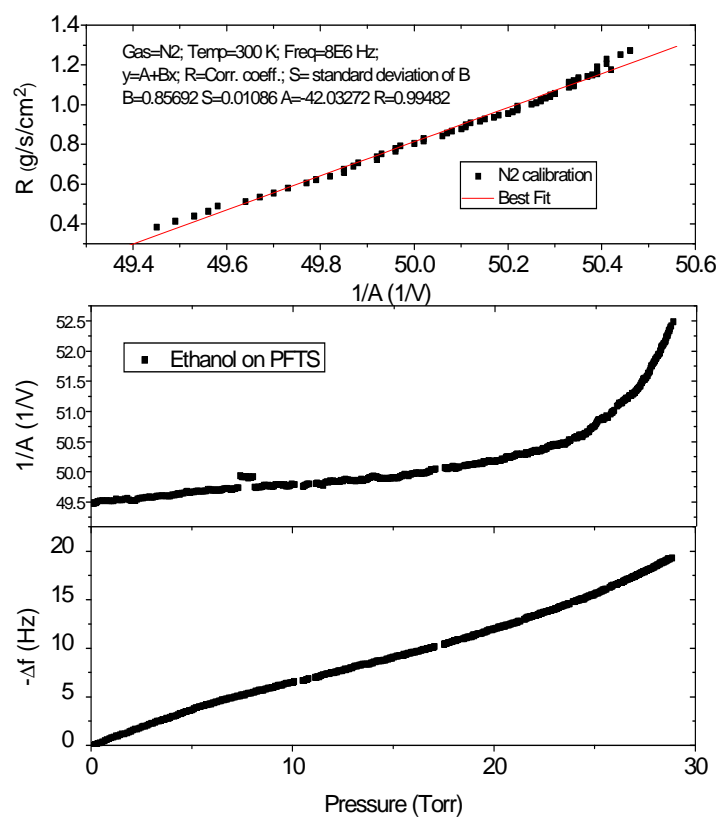 1.4
1.2
1.0
0.8
0.6
0.4
R (g/s/cm²)
Gas=N2; Temp=300 K; Freq=8E6 Hz;
y=A+Bx; R=Corr. coeff.; S= standard deviation of B
B=0.85692 S=0.01086 A=-42.03272 R=0.99482
N2 calibration
Best Fit
49.4 49.6 49.8 50.0 50.2 50.4 50.6
1/A (1/V)
52.5
52.0
51.5
51.0
50.5
50.0
49.5
1/A (1/V)
Ethanol on PFTS
20
15
10
5
0
-Δf (Hz)
0 10 20 30
Pressure (Torr)